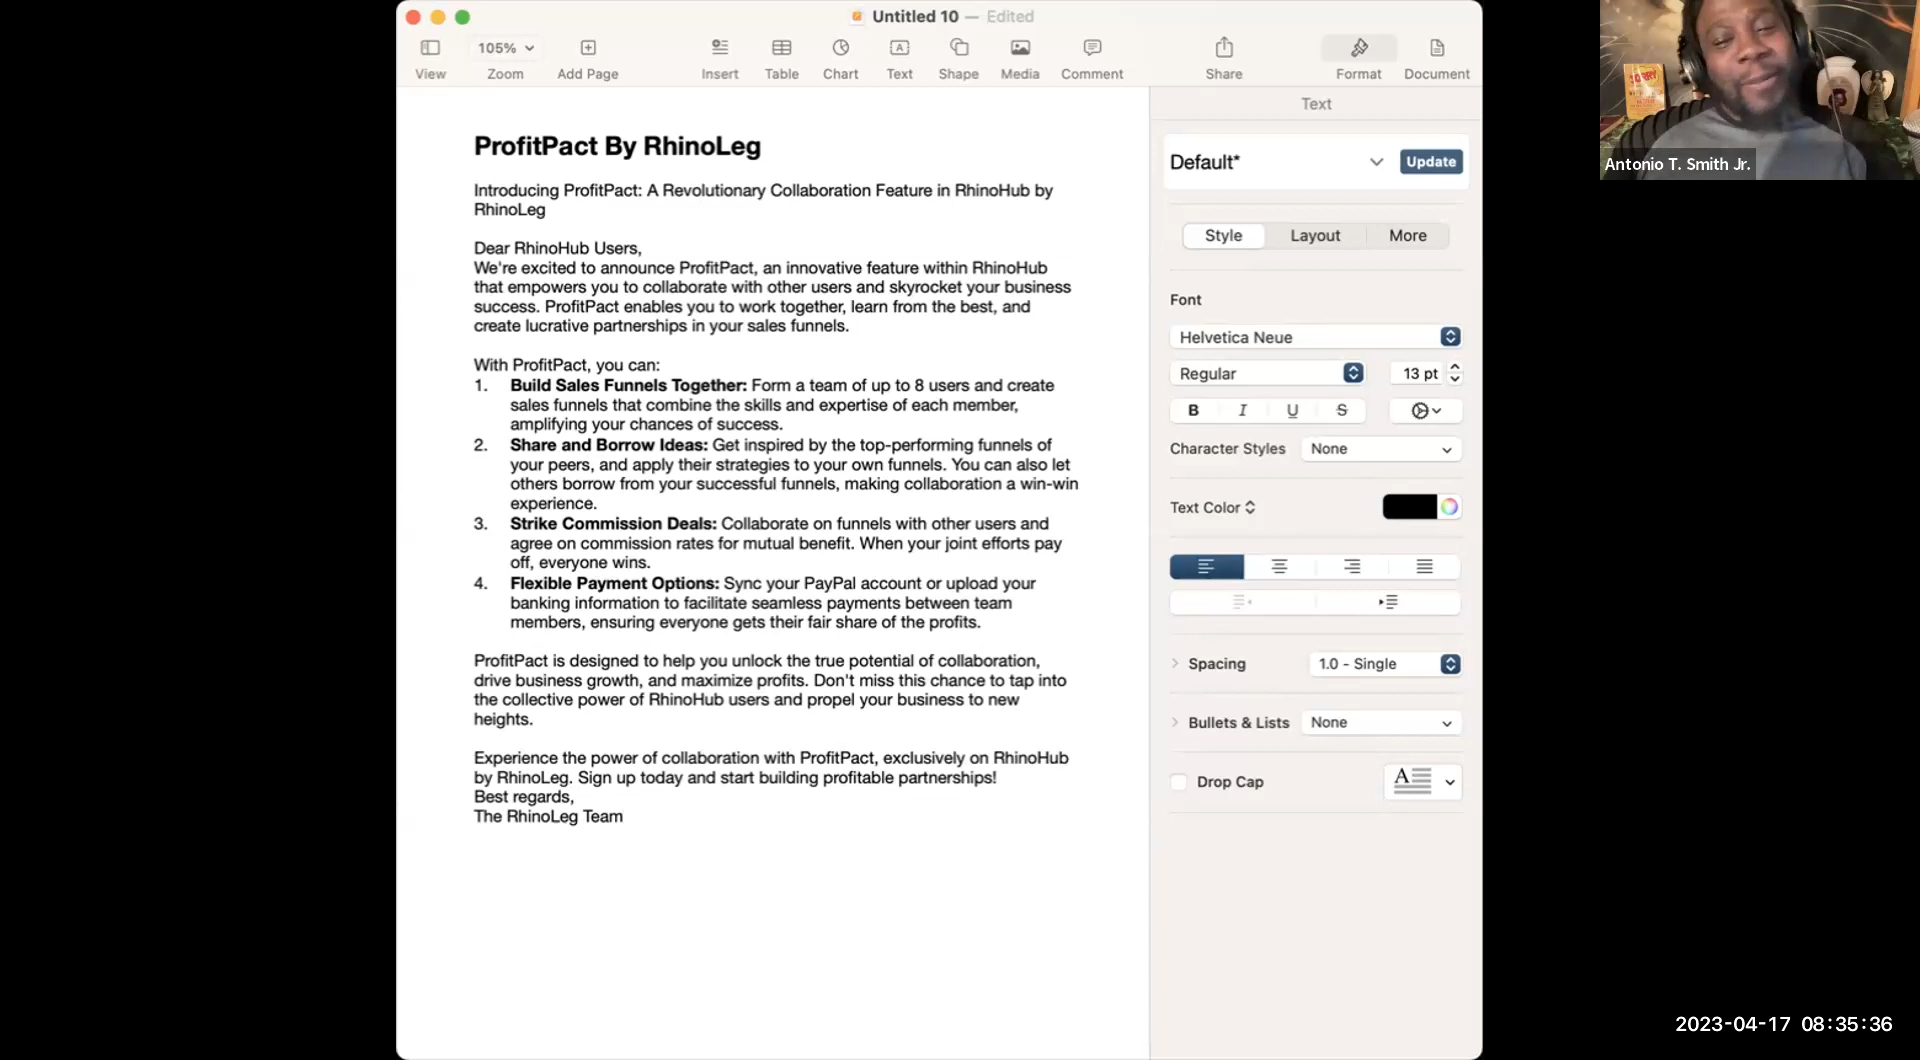 Untitled 10 — Edited
105%
View Zoom Add Page Insert Table Chart Text Shape Media Comment Share Format Document
Text
ProfitPact By RhinoLeg
Introducing ProfitPact: A Revolutionary Collaboration Feature in RhinoHub by
RhinoLeg
Dear RhinoHub Users,
We're excited to announce ProfitPact, an innovative feature within RhinoHub
that empowers you to collaborate with other users and skyrocket your business
success. ProfitPact enables you to work together, learn from the best, and
create lucrative partnerships in your sales funnels.
With ProfitPact, you can:
1. Build Sales Funnels Together: Form a team of up to 8 users and create
sales funnels that combine the skills and expertise of each member,
amplifying your chances of success.
2. Share and Borrow Ideas: Get inspired by the top-performing funnels of
your peers, and apply their strategies to your own funnels. You can also let
others borrow from your successful funnels, making collaboration a win-win
experience.
3. Strike Commission Deals: Collaborate on funnels with other users and
agree on commission rates for mutual benefit. When your joint efforts pay
off, everyone wins.
4. Flexible Payment Options: Sync your PayPal account or upload your
banking information to facilitate seamless payments between team
members, ensuring everyone gets their fair share of the profits.
ProfitPact is designed to help you unlock the true potential of collaboration,
drive business growth, and maximize profits. Don't miss this chance to tap into
the collective power of RhinoHub users and propel your business to new
heights.
Experience the power of collaboration with ProfitPact, exclusively on RhinoHub
by RhinoLeg. Sign up today and start building profitable partnerships!
Best regards,
The RhinoLeg Team
Default*
Update
Style Layout More
Font
Helvetica Neue
Regular 13 pt
B I U S
Character Styles None
Text Color
Spacing 1.0 - Single
Bullets & Lists None
Drop Cap A
Antonio T. Smith Jr.
2023-04-17 08:35:36